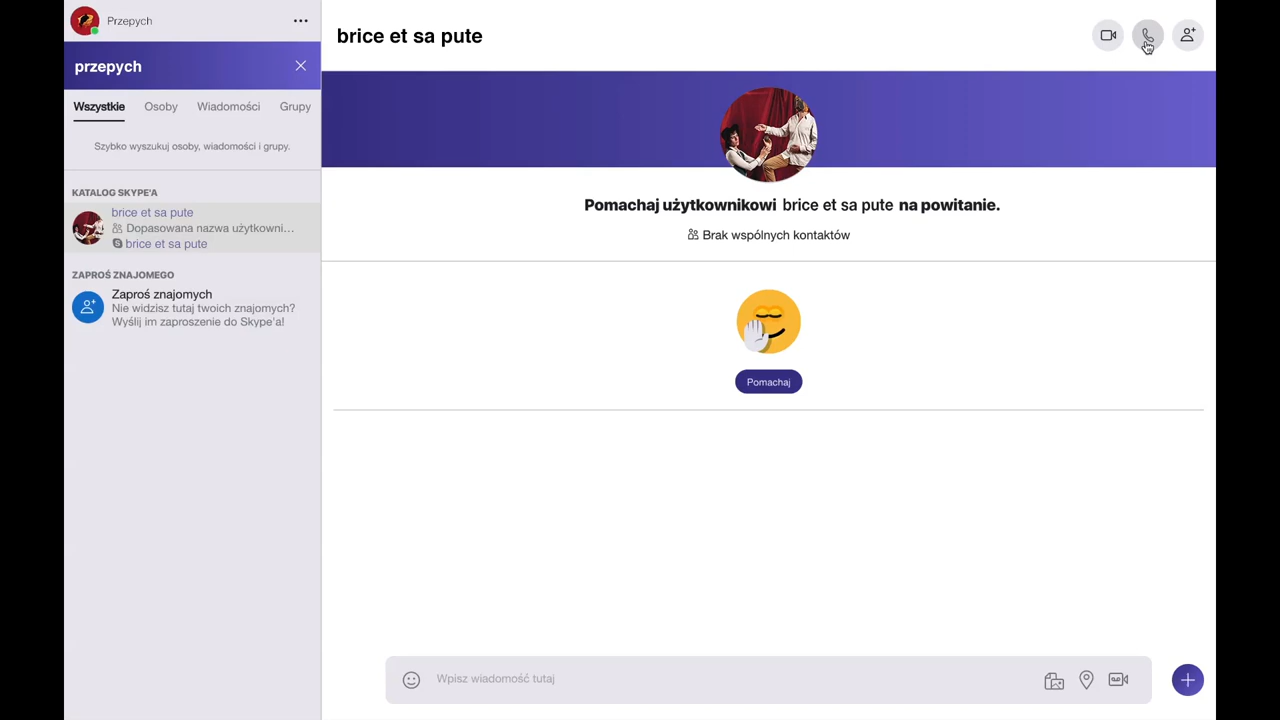 Przepych
przepych
Wszystkie Osoby Wiadomości Grupy
Szybko wyszukuj osoby, wiadomości i grupy.
KATALOG SKYPE'A
brice et sa pute
Dopasowana nazwa użytkowni...
brice et sa pute
ZAPROŚ ZNAJOMEGO
Zaproś znajomych
Nie widzisz tutaj twoich znajomych?
Wyślij im zaproszenie do Skype'a!
brice et sa pute
Pomachaj użytkownikowi brice et sa pute na powitanie.
Brak wspólnych kontaktów
Pomachaj
Wpisz wiadomość tutaj